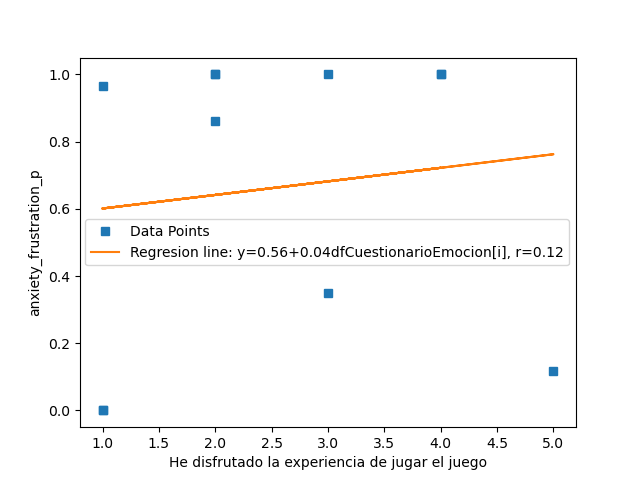 1.0
0.8
0.6
0.4
0.2
0.0
anxiety_frustration_p
Data Points
Regresion line: y=0.56+0.04dfCuestionarioEmocion[i], r=0.12
1.0 1.5 2.0 2.5 3.0 3.5 4.0 4.5 5.0
He disfrutado la experiencia de jugar el juego